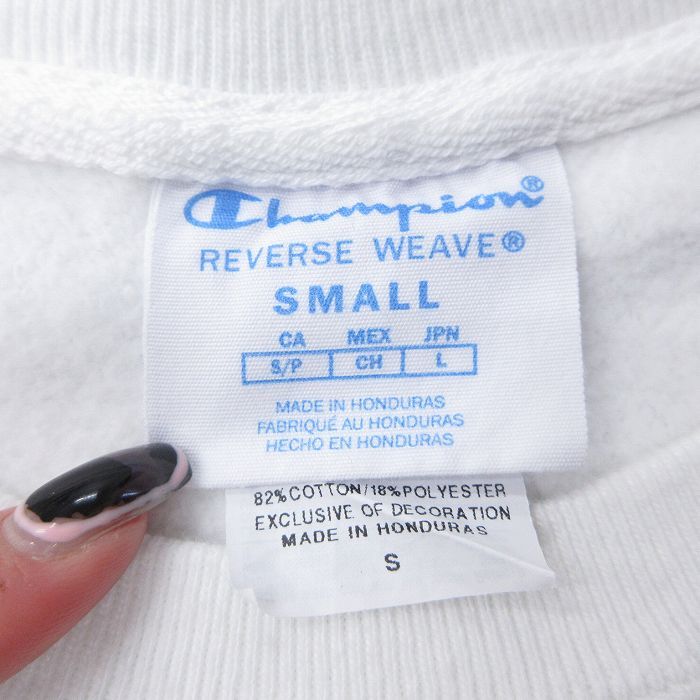 Champion®
REVERSE WEAVE®
SMALL
CA MEX JPN
S/P CH L
MADE IN HONDURAS
FABRIQUÉ AU HONDURAS
HECHO EN HONDURAS
82% COTTON/18% POLYESTER
EXCLUSIVE OF DECORATION
MADE IN HONDURAS
S